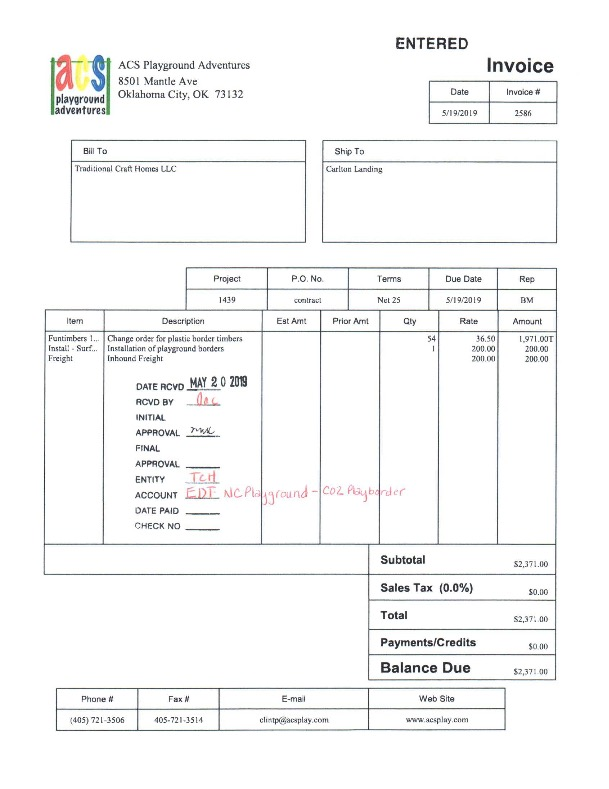 ENTERED
Invoice
acs
playground
adventures
ACS Playground Adventures
8501 Mantle Ave
Oklahoma City, OK 73132
Date Invoice #
5/19/2019 2586
Bill To
Traditional Craft Homes LLC
Ship To
Carlton Landing
Project P.O. No. Terms Due Date Rep
1439 contract Net 25 5/19/2019 BM
Item Description Est Amt Prior Amt Qty Rate Amount
Funtimbers 1... Change order for plastic border timbers 54 36.50 1,971.00T
Install - Surf... Installation of playground borders 1 200.00 200.00
Freight Inbound Freight 200.00 200.00
DATE RCVD MAY 20 2019
RCVD BY
INITIAL
APPROVAL
FINAL
APPROVAL
ENTITY TCH
ACCOUNT EDT NC Playground - CO2 Playborder
DATE PAID
CHECK NO
Subtotal $2,371.00
Sales Tax (0.0%) $0.00
Total $2,371.00
Payments/Credits $0.00
Balance Due $2,371.00
Phone # Fax # E-mail Web Site
(405) 721-3506 405-721-3514 clintp@acsplay.com www.acsplay.com